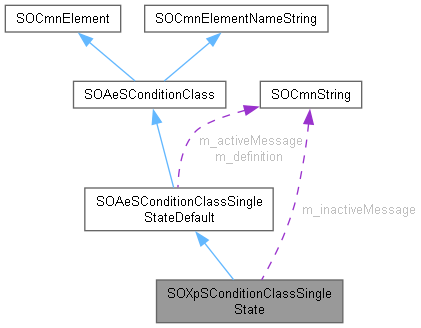 SOCmnElement
SOCmnElementNameString
SOAeSConditionClass
SOCmnString
m_activeMessage
m_definition
SOAeSConditionClassSingle
StateDefault
m_inactiveMessage
SOXpSConditionClassSingle
State